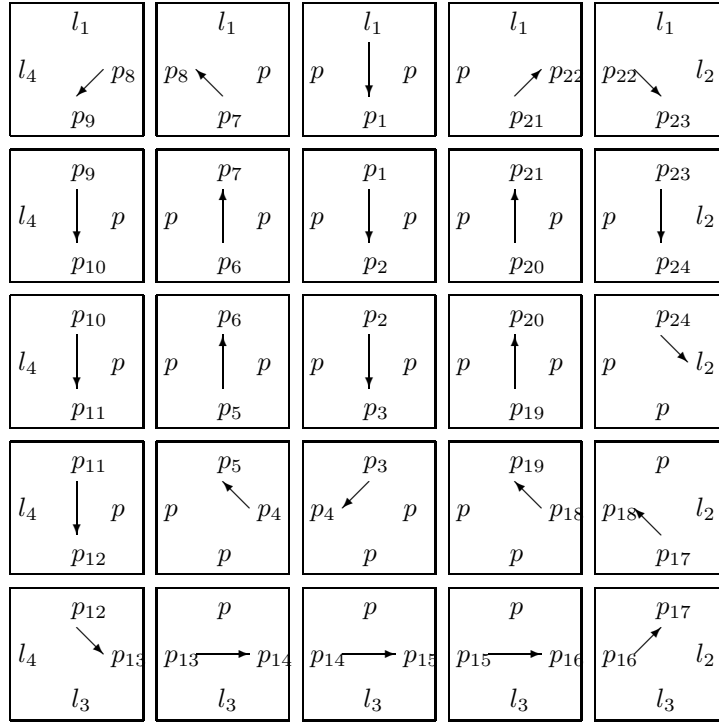 l₁ l₁ l₁ l₁ l₁
l₄ p₈ p₈ p p p p p₂₂ p₂₂ l₂
p₉ p₇ p₁ p₂₁ p₂₃
p₉ p₇ p₁ p₂₁ p₂₃
l₄ p p p p p p p p l₂
p₁₀ p₆ p₂ p₂₀ p₂₄
p₁₀ p₆ p₂ p₂₀ p₂₄
l₄ p p p p p p p p l₂
p₁₁ p₅ p₃ p₁₉ p
p₁₁ p₅ p₃ p₁₉ p
l₄ p p p₄ p₄ p p p₁₈ p₁₈ l₂
p₁₂ p p p p₁₇
p₁₂ p p p p₁₇
l₄ p₁₃ p₁₃ p₁₄ p₁₄ p₁₅ p₁₅ p₁₆ p₁₆ l₂
l₃ l₃ l₃ l₃ l₃